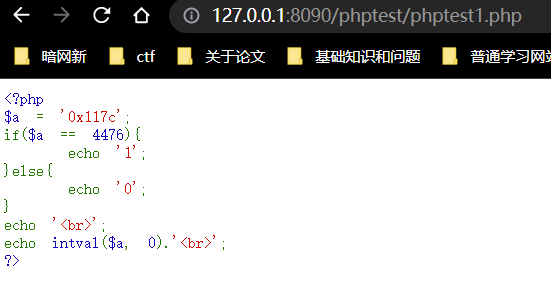 127.0.0.1:8090/phptest/phptest1.php
暗网新 ctf 关于论文 基础知识和问题 普通学习网站
<?php
$a = '0x117c';
if($a == 4476){
echo '1';
}else{
echo '0';
}
echo '<br>';
echo intval($a, 0).'<br>';
?>